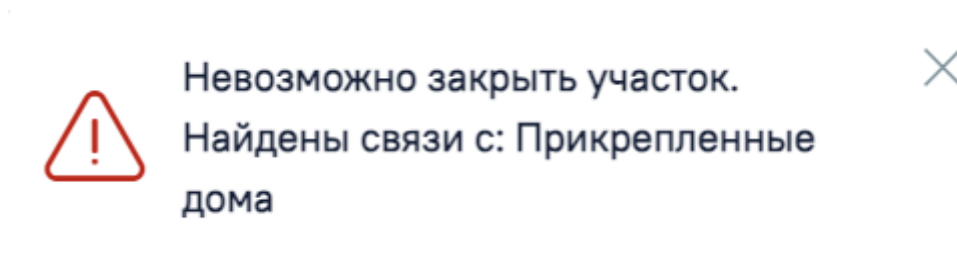 Невозможно закрыть участок.
Найдены связи с: Прикрепленные
дома